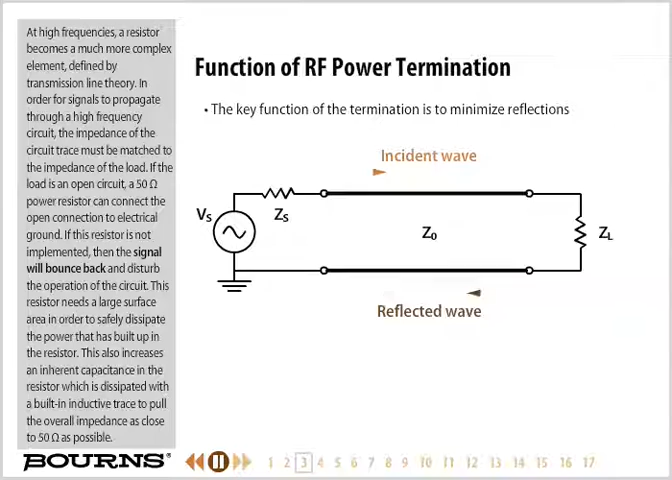 At high frequencies, a resistor
becomes a much more complex
element, defined by
transmission line theory. In
order for signals to propagate
through a high frequency
circuit, the impedance of the
circuit trace must be matched to
the impedance of the load. If the
load is an open circuit, a 50 Ω
power resistor can connect the
open connection to electrical
ground. If this resistor is not
implemented, then the signal
will bounce back and disturb
the operation of the circuit. This
resistor needs a large surface
area in order to safely dissipate
the power that has built up in
the resistor. This also increases
an inherent capacitance in the
resistor which is dissipated with
a built-in inductive trace to pull
the overall impedance as close
to 50 Ω as possible.
Function of RF Power Termination
• The key function of the termination is to minimize reflections
Incident wave
Vs
Zs
Z0
ZL
Reflected wave
BOURNS®
1 2 3 4 5 6 7 8 9 10 11 12 13 14 15 16 17